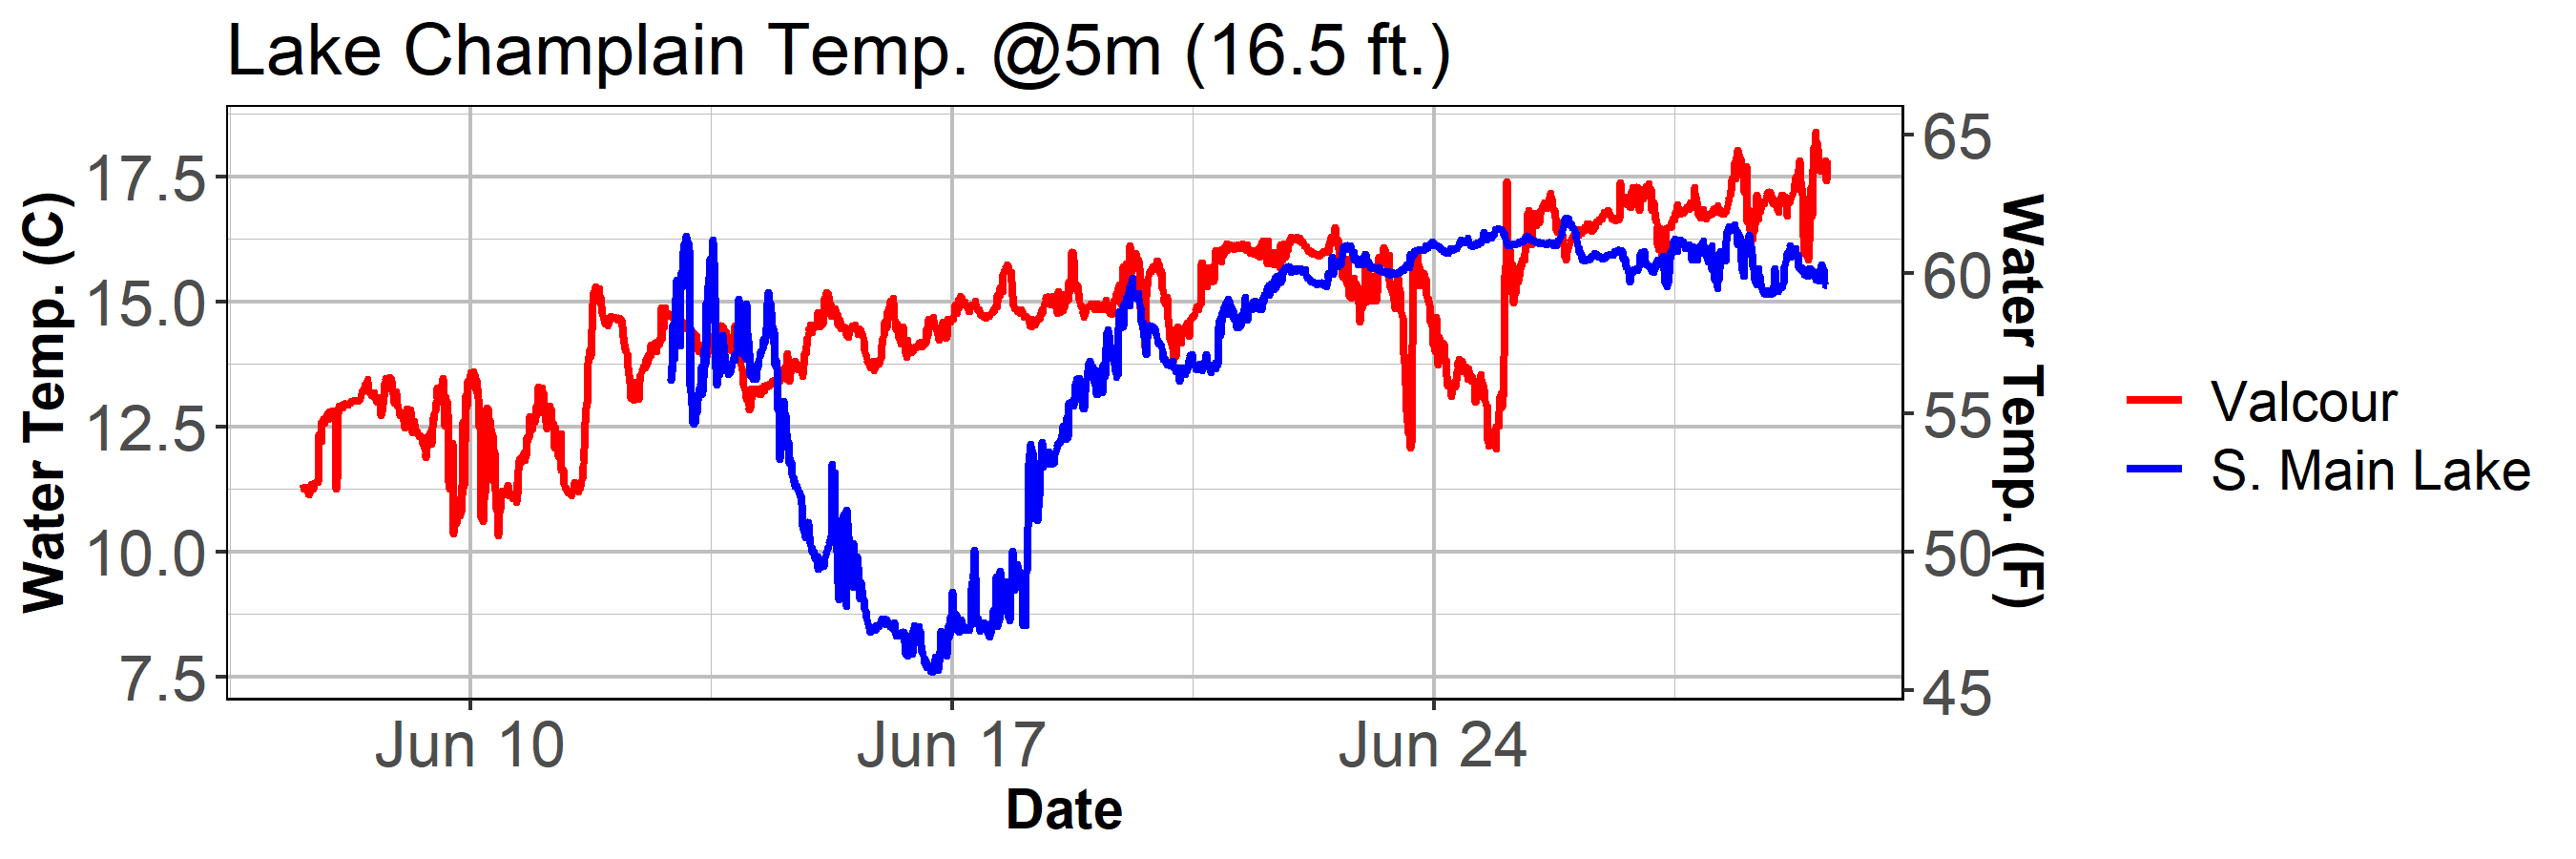 Lake Champlain Temp. @5m (16.5 ft.)
Water Temp. (C)
17.5
15.0
12.5
10.0
7.5
65
60
55
50
45
Water Temp. (F)
Jun 10
Jun 17
Jun 24
Date
Valcour
S. Main Lake